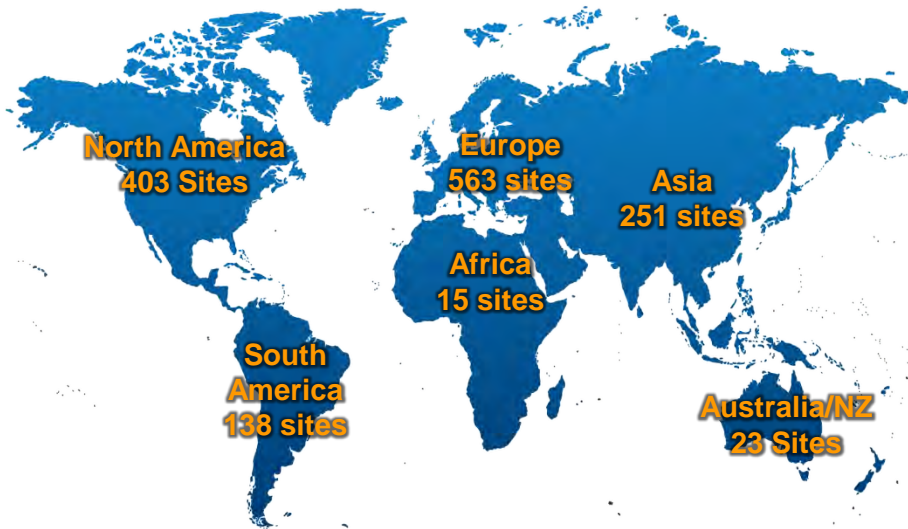 North America
403 Sites
Europe
563 sites
Asia
251 sites
Africa
15 sites
South
America
138 sites
Australia/NZ
23 Sites